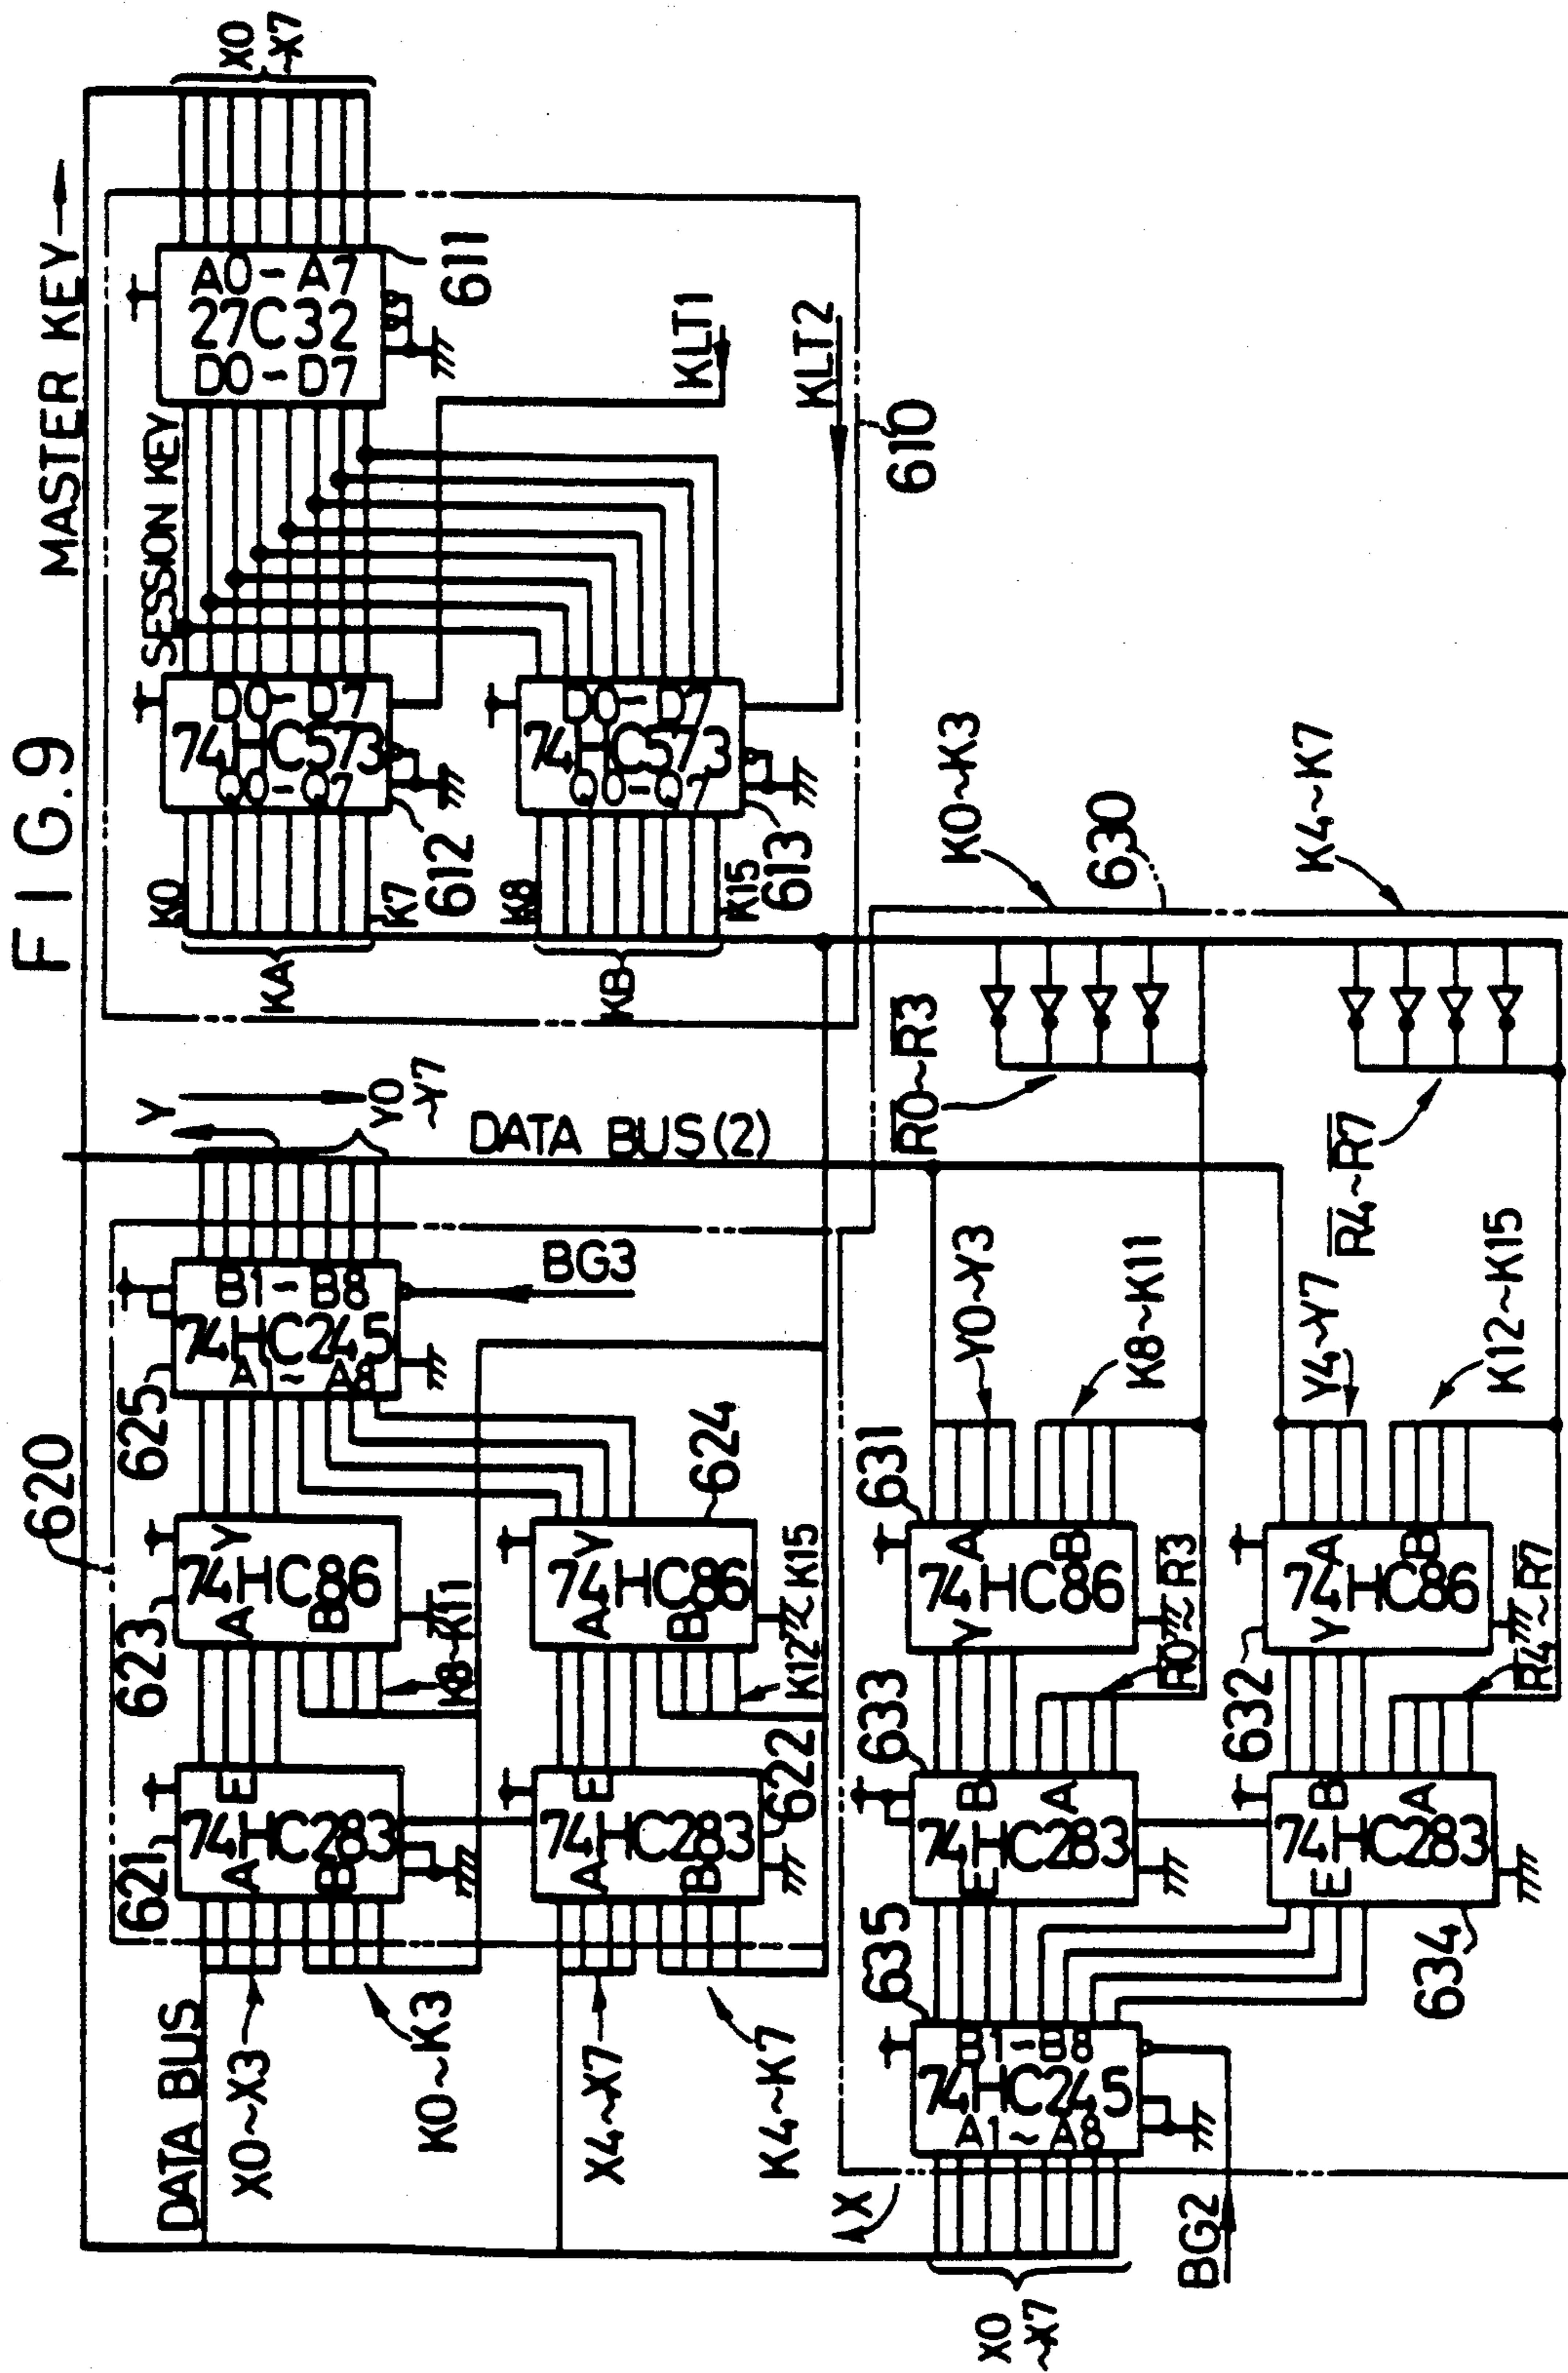 FIG.9
MASTER KEY
X0
~X7
A0-A7
27C32
D0-D7
611
SESSION KEY
KLT1
KLT2
610
D0-D7
74HC573
Q0-Q7
612
D0-D7
74HC573
Q0-Q7
613
K0
K7
KA
K8
K15
KB
K0~K3
630
K4~K7
R0~R3
R4~R7
Y
Y0
~Y7
DATA BUS(2)
620
625
B1-B8
74HC245
A1~A8
BG3
623
Y
74HC86
A
B
K8~K11
624
Y
74HC86
A
B
K12~K15
621
E
74HC283
A
B
622
E
74HC283
A
B
DATA BUS
X0~X3
K0~K3
X4~X7
K4~K7
Y0~Y3
K8~K11
Y4~Y7
K12~K15
631
A
B
74HC86
Y
R0~R3
632
A
B
74HC86
Y
R4~R7
633
B
A
74HC283
E
634
B
A
74HC283
E
635
B1-B8
74HC245
A1~A8
X
BG2
X0
~X7